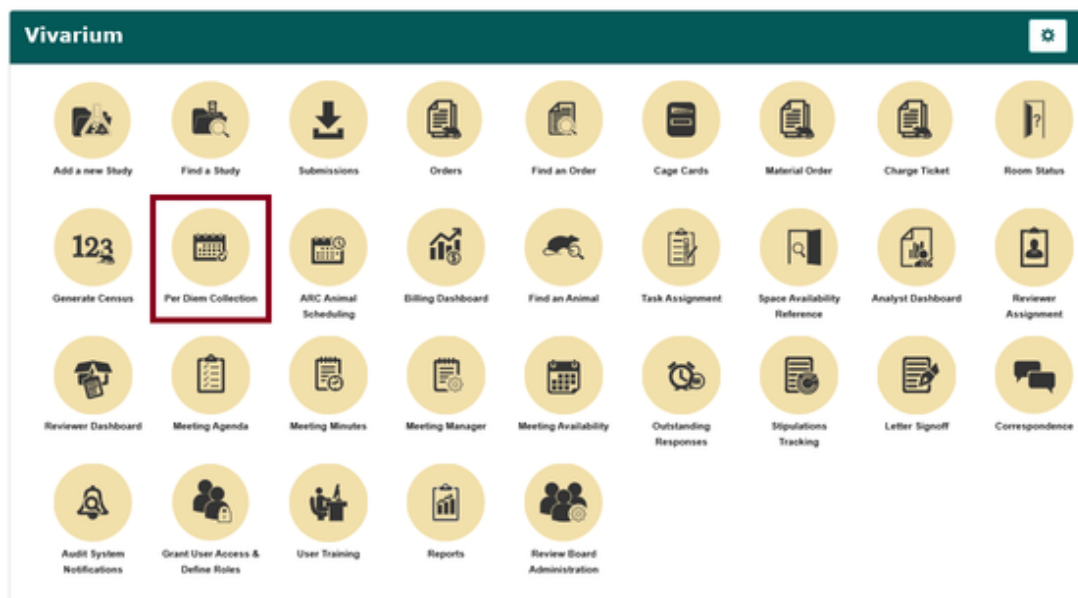 Vivarium
Add a new Study
Find a Study
Submissions
Orders
Find an Order
Cage Cards
Material Order
Charge Ticket
Room Status
?
123
Generate Census
Per Diem Collection
ARC Animal
Scheduling
Billing Dashboard
$
Find an Animal
Task Assignment
Space Availability
Reference
Analyst Dashboard
Reviewer
Assignment
Reviewer Dashboard
Meeting Agenda
Meeting Minutes
Meeting Manager
Meeting Availability
Outstanding
Responses
Stipulations
Tracking
Letter Signoff
Correspondence
Audit System
Notifications
Grant User Access &
Define Roles
User Training
Reports
Review Board
Administration